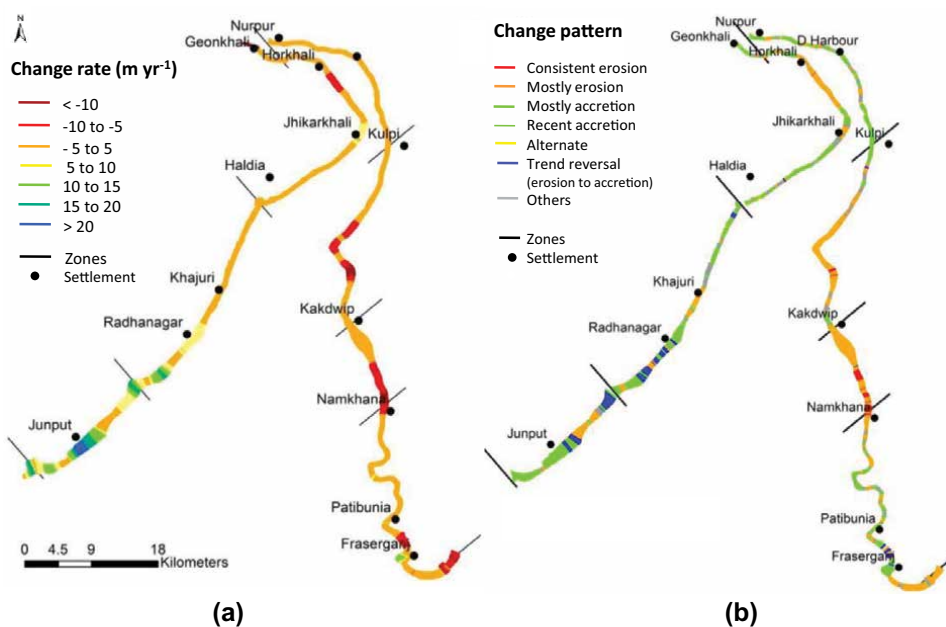 N
Change rate (m yr-1)
< -10
-10 to -5
- 5 to 5
5 to 10
10 to 15
15 to 20
> 20
Zones
Settlement
Nurpur
Geonkhali
Horkhali
Jhikarkhali
Kulpi
Haldia
Khajuri
Radhanagar
Kakdwip
Namkhana
Junput
Patibunia
Fraserganj
0 4.5 9 18
Kilometers
(a)
Change pattern
Consistent erosion
Mostly erosion
Mostly accretion
Recent accretion
Alternate
Trend reversal
(erosion to accretion)
Others
Zones
Settlement
Nurpur
Geonkhali
D Harbour
Horkhali
Jhikarkhali
Kulpi
Haldia
Khajuri
Radhanagar
Kakdwip
Namkhana
Junput
Patibunia
Fraserganj
(b)